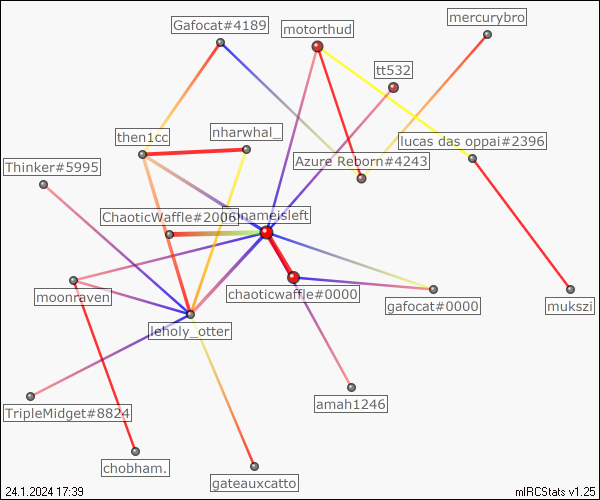 mercurybro
Gafocat#4189
motorthud
tt532
nharwhal_
then1cc
lucas das oppai#2396
Azure Reborn#4243
Thinker#5995
ChaoticWaffle#2006
nameisleft
moonraven
chaoticwaffle#0000
gafocat#0000
mukszi
leholy_otter
TripleMidget#8824
amah1246
chobham.
gateauxcatto
24.1.2024 17:39
mIRCStats v1.25